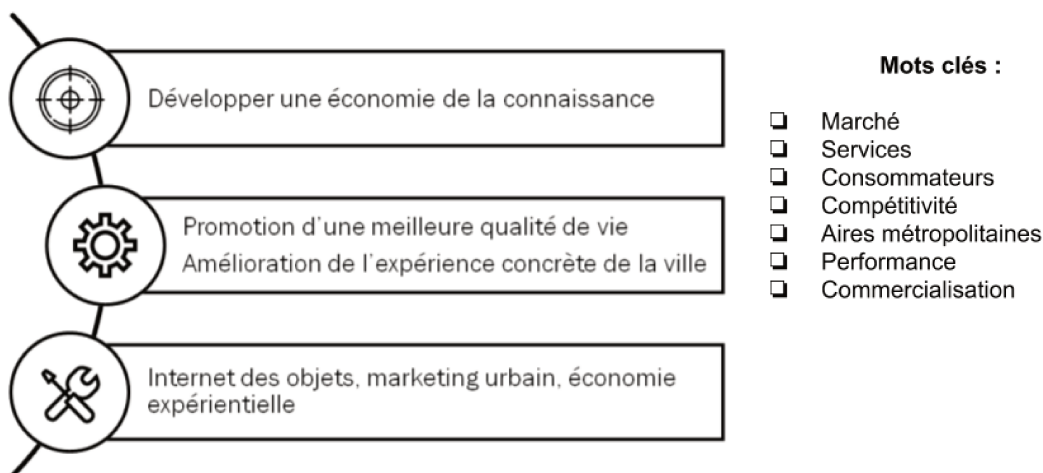 Développer une économie de la connaissance
Promotion d'une meilleure qualité de vie
Amélioration de l'expérience concrète de la ville
Internet des objets, marketing urbain, économie
expérientielle
Mots clés :
Marché
Services
Consommateurs
Compétitivité
Aires métropolitaines
Performance
Commercialisation